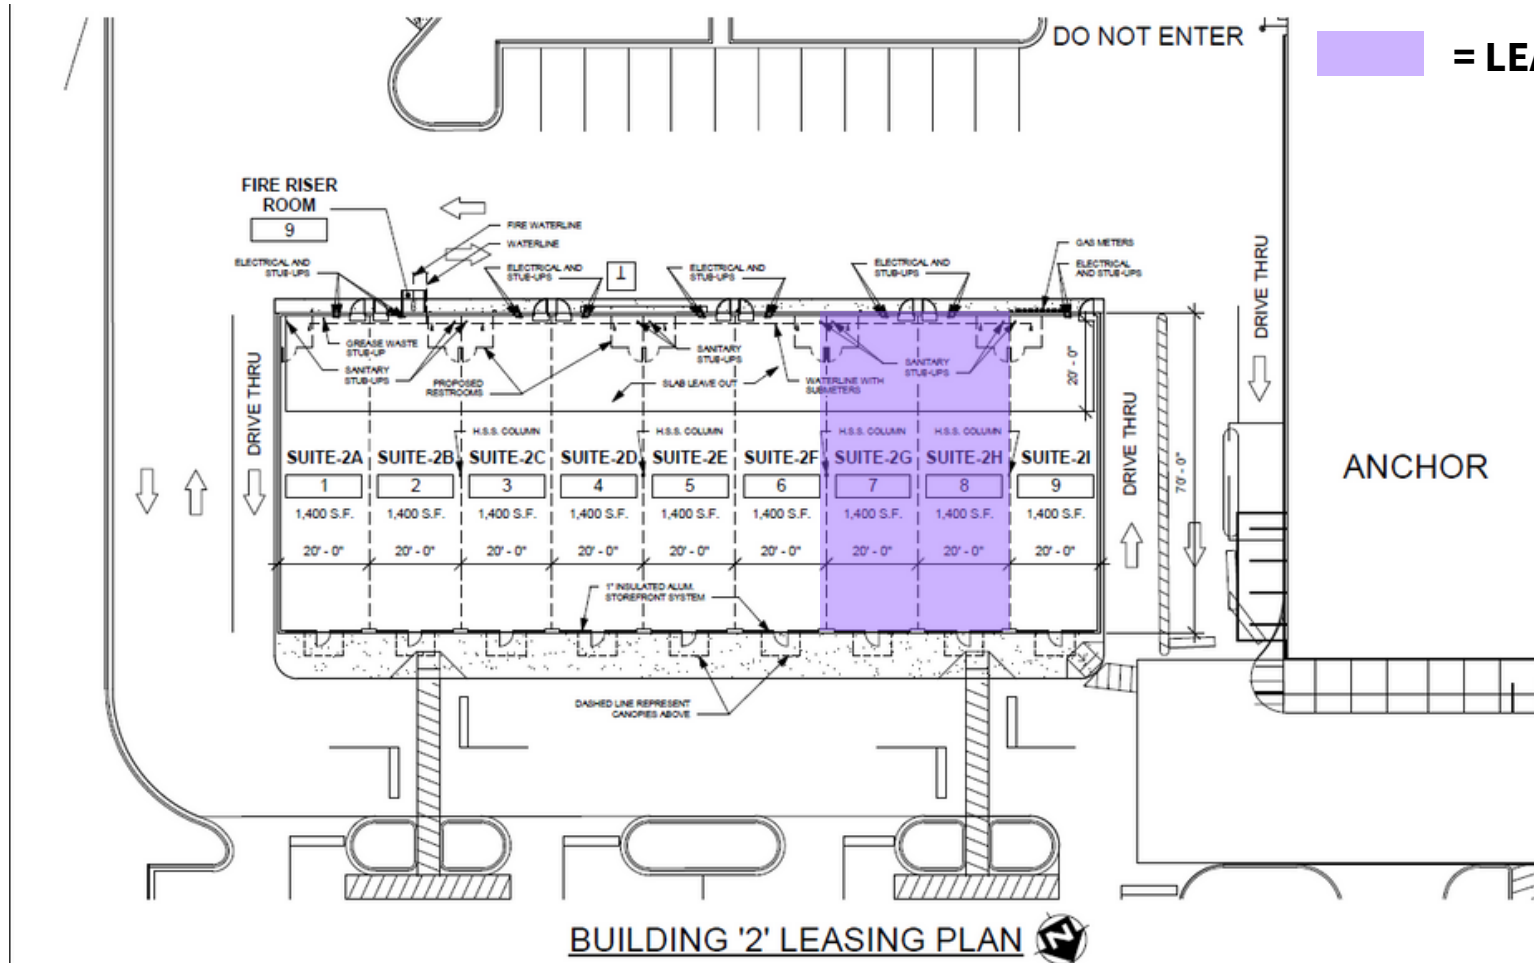 DO NOT ENTER
= LEA
FIRE RISER
ROOM
9
FIRE WATERLINE
WATERLINE
GAS METERS
ELECTRICAL AND
STUB-UPS
ELECTRICAL AND
STUB-UPS
ELECTRICAL AND
STUB-UPS
ELECTRICAL AND
STUB-UPS
ELECTRICAL
AND STUB-UPS
DRIVE THRU
GREASE WASTE
STUB-UP
SANITARY
STUB-UPS
PROPOSED
RESTROOMS
SANITARY
STUB-UPS
SLAB LEAVE OUT
WATERLINE WITH
SUBMETERS
SANITARY
STUB-UPS
20' - 0"
DRIVE THRU
H.S.S. COLUMN
H.S.S. COLUMN
H.S.S. COLUMN
H.S.S. COLUMN
DRIVE THRU
SUITE-2A SUITE-2B SUITE-2C SUITE-2D SUITE-2E SUITE-2F SUITE-2G SUITE-2H SUITE-2I
1 2 3 4 5 6 7 8 9
1,400 S.F. 1,400 S.F. 1,400 S.F. 1,400 S.F. 1,400 S.F. 1,400 S.F. 1,400 S.F. 1,400 S.F. 1,400 S.F.
20' - 0" 20' - 0" 20' - 0" 20' - 0" 20' - 0" 20' - 0" 20' - 0" 20' - 0" 20' - 0"
70' - 0"
ANCHOR
1" INSULATED ALUM.
STOREFRONT SYSTEM
DASHED LINE REPRESENT
CANOPIES ABOVE
BUILDING '2' LEASING PLAN
N